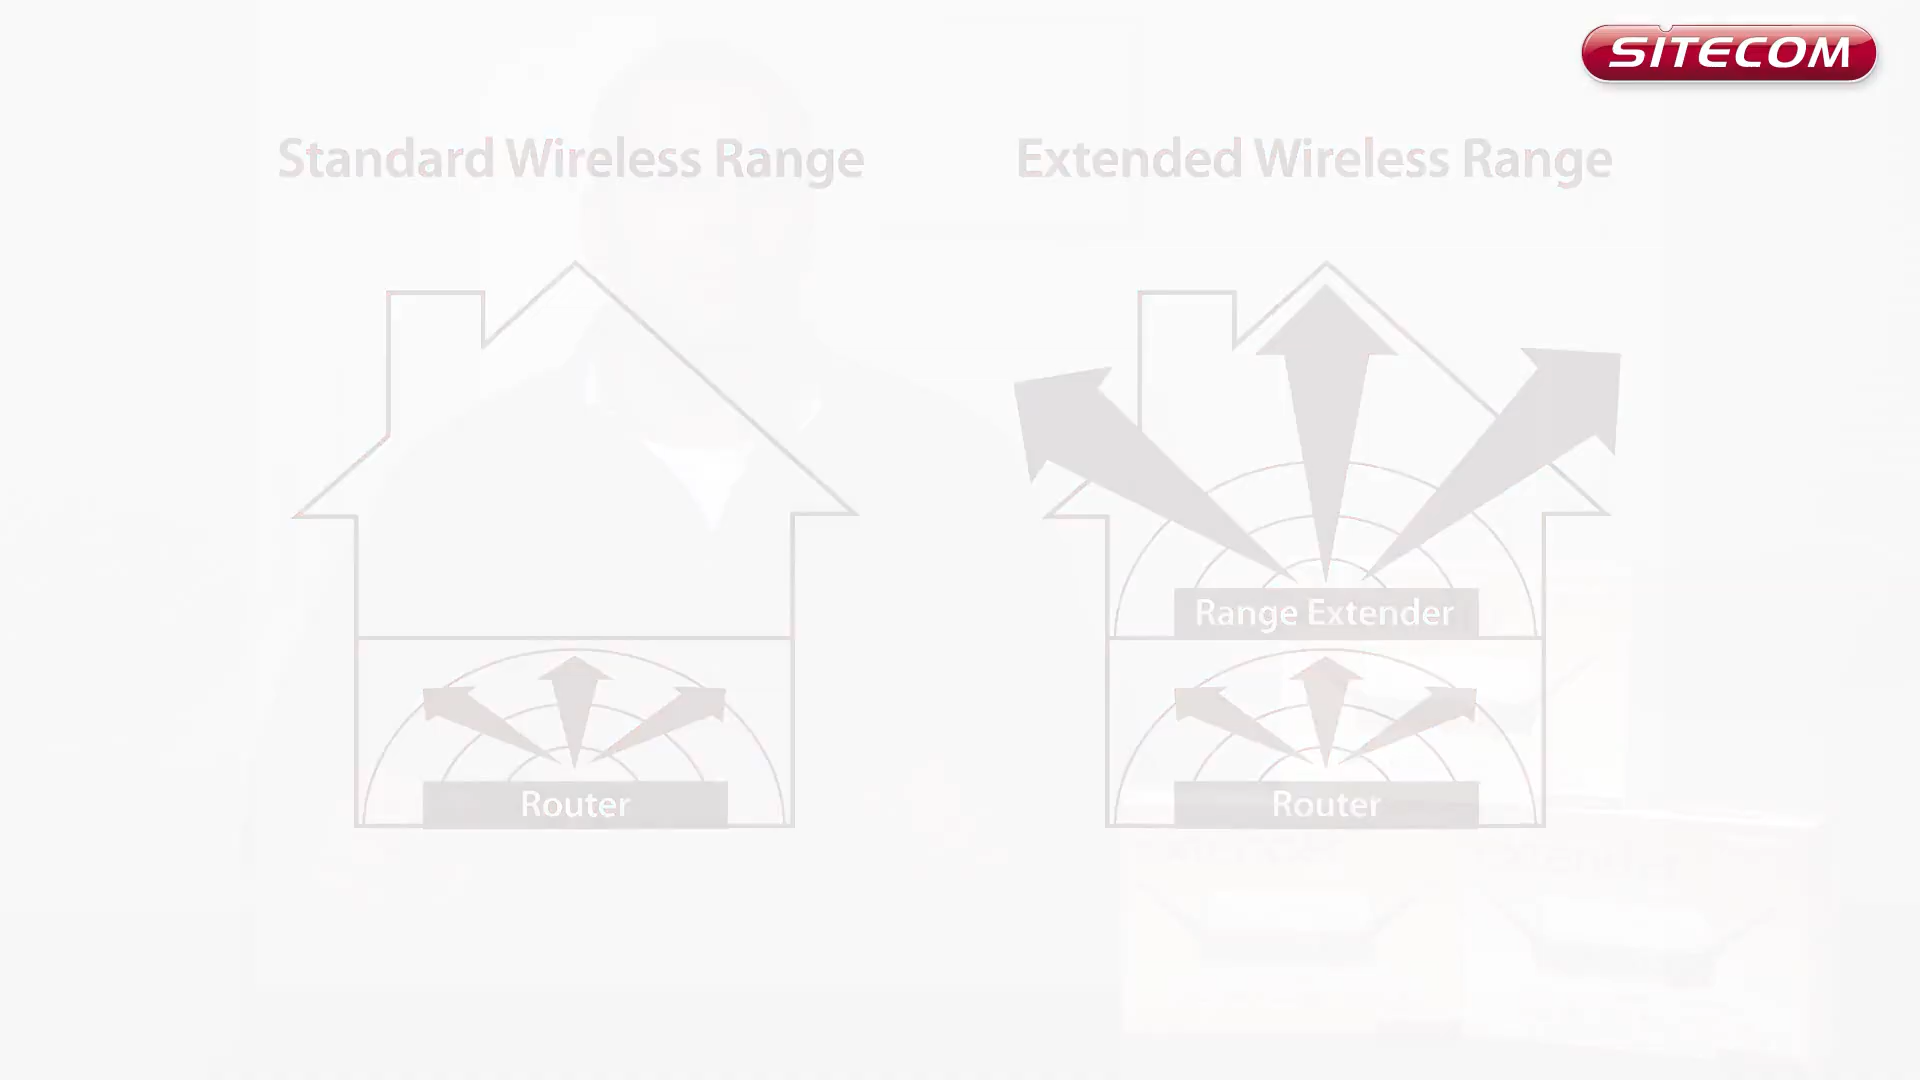 SITECOM
Standard Wireless Range
Extended Wireless Range
Range Extender
Router
Router